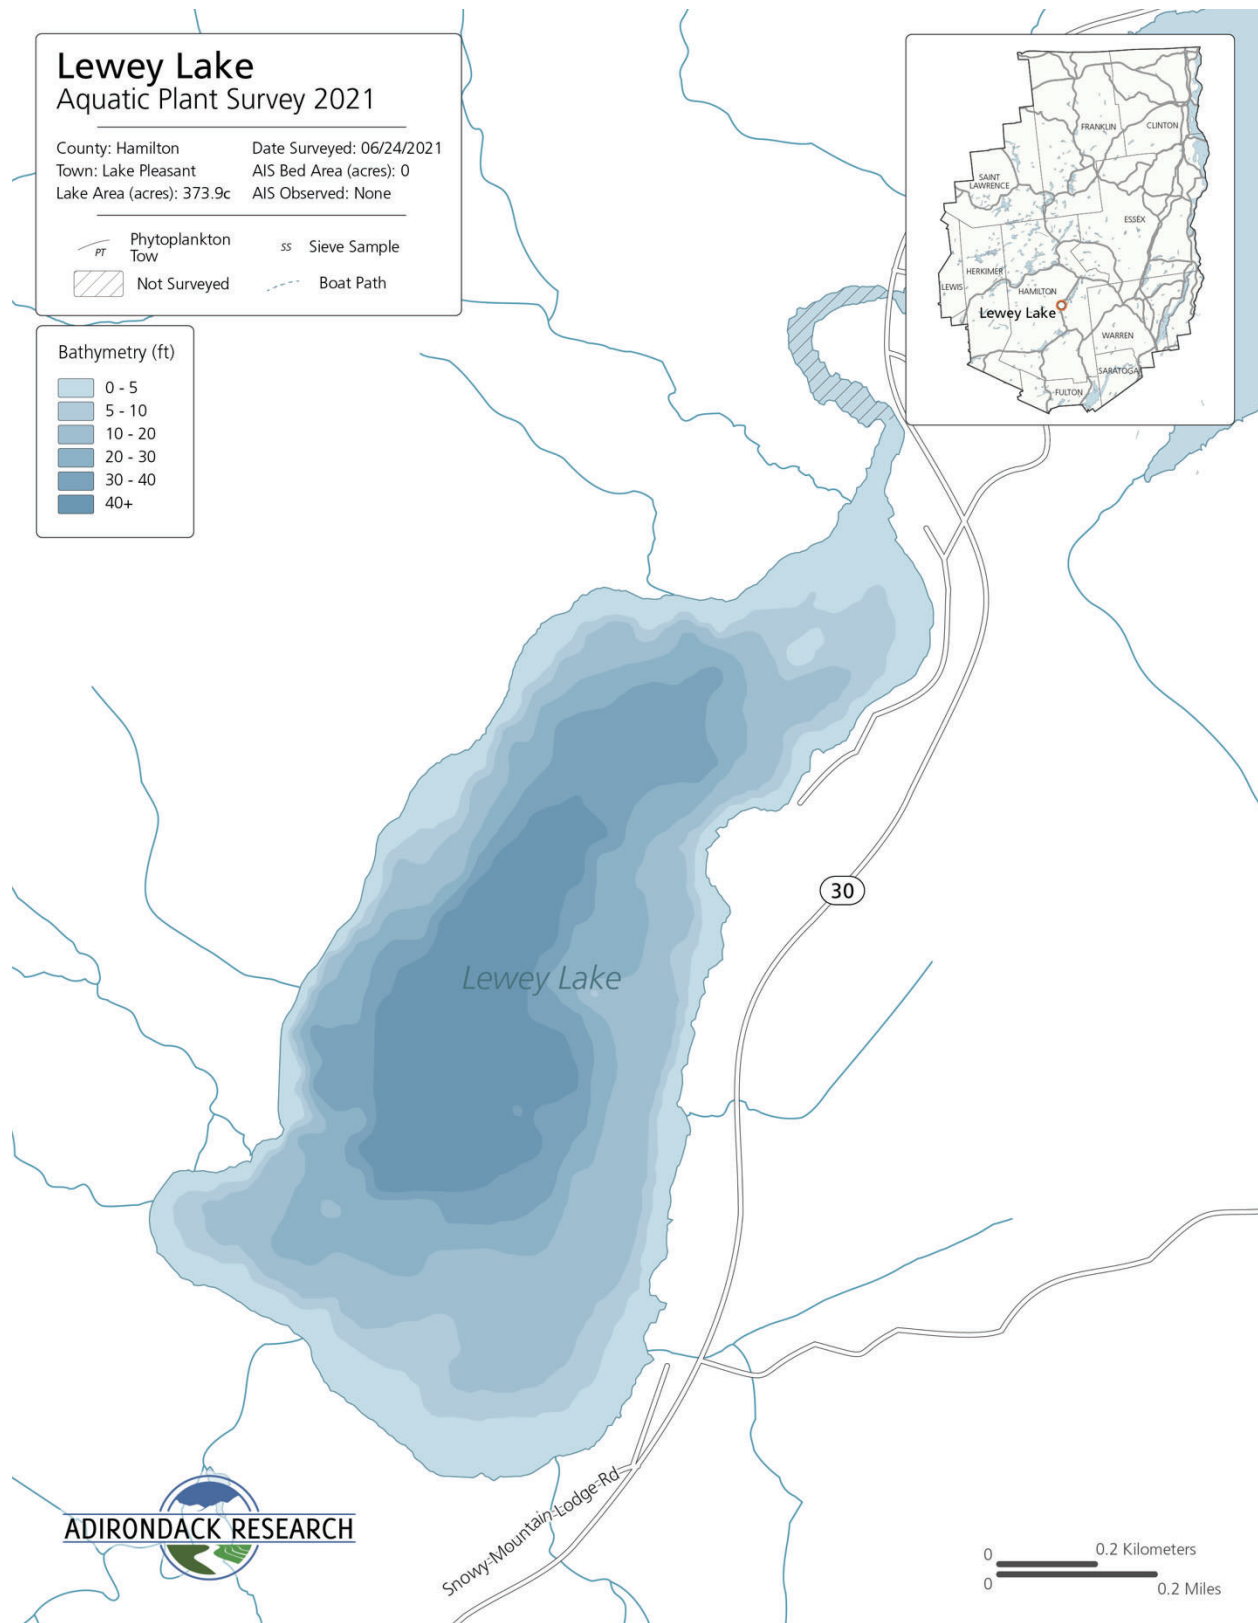 Lewey Lake
Aquatic Plant Survey 2021
County: Hamilton
Date Surveyed: 06/24/2021
Town: Lake Pleasant
AIS Bed Area (acres): 0
Lake Area (acres): 373.9c
AIS Observed: None
PT
Phytoplankton
Tow
ss
Sieve Sample
Not Surveyed
Boat Path
Bathymetry (ft)
0 - 5
5 - 10
10 - 20
20 - 30
30 - 40
40+
FRANKLIN
CLINTON
SAINT
LAWRENCE
ESSEX
HERKIMER
LEWIS
HAMILTON
Lewey Lake
WARREN
SARATOGA
FULTON
30
Lewey Lake
Snowy-Mountain-Lodge-Rd
ADIRONDACK RESEARCH
0
0.2 Kilometers
0
0.2 Miles